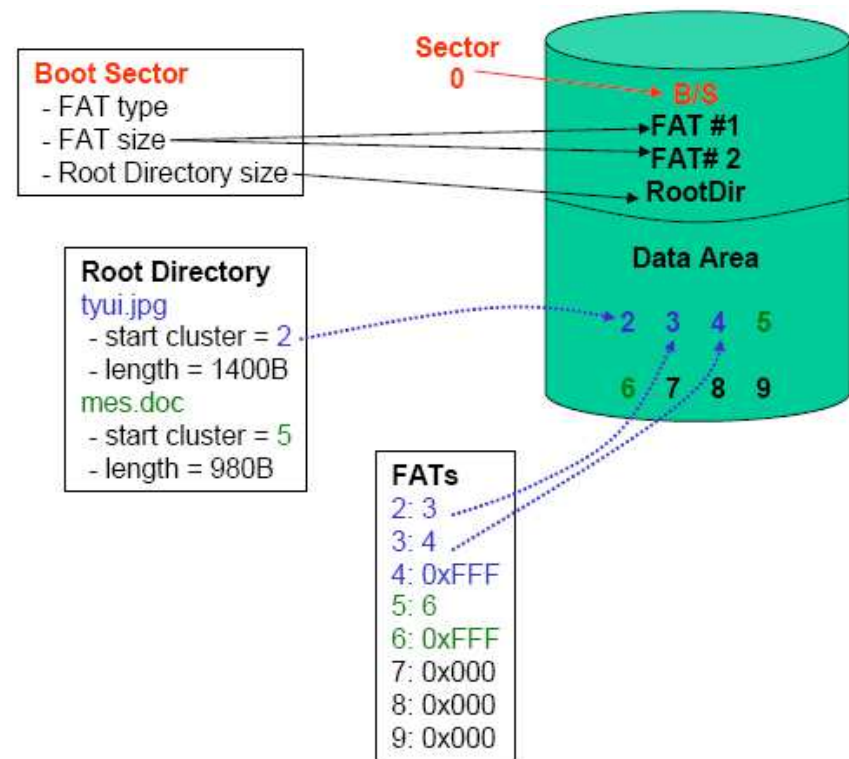 Boot Sector
- FAT type
- FAT size
- Root Directory size
Sector
0
B/S
FAT #1
FAT# 2
RootDir
Data Area
2 3 4 5
6 7 8 9
Root Directory
tyui.jpg
- start cluster = 2
- length = 1400B
mes.doc
- start cluster = 5
- length = 980B
FATs
2: 3
3: 4
4: 0xFFF
5: 6
6: 0xFFF
7: 0x000
8: 0x000
9: 0x000